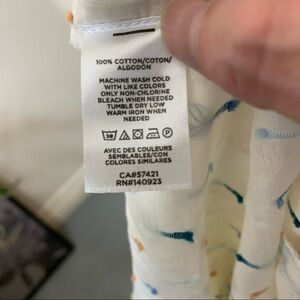 100% COTTON/COTON/
ALGODÓN
MACHINE WASH COLD
WITH LIKE COLORS
ONLY NON-CHLORINE
BLEACH WHEN NEEDED
TUMBLE DRY LOW
WARM IRON WHEN
NEEDED
AVEC DES COULEURS
SEMBLABLES/CON
COLORES SIMILARES
CA#57421
RN#140923